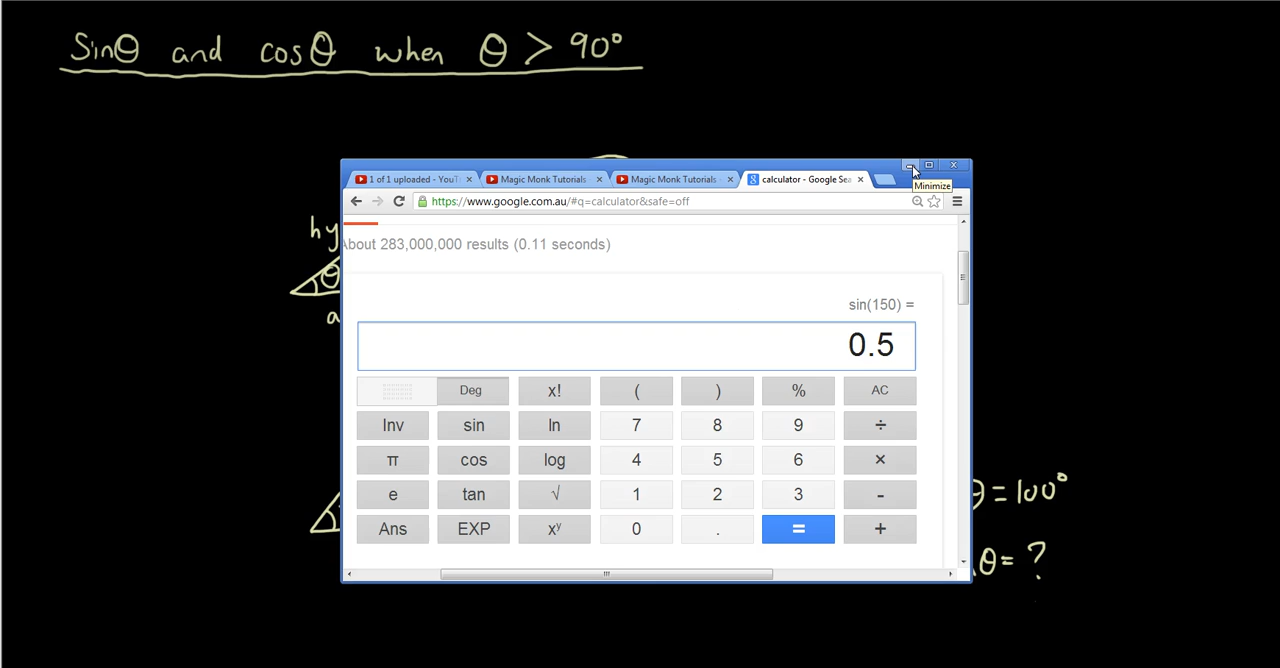 Sinθ and cosθ when θ > 90°
1 of 1 uploaded - YouT
Magic Monk Tutorials
Magic Monk Tutorials -
calculator - Google Sea
Minimize
https://www.google.com.au/#q=calculator&safe=off
hy
About 283,000,000 results (0.11 seconds)
θ
a
sin(150) =
0.5
Deg x! ( ) % AC
Inv sin ln 7 8 9 ÷
π cos log 4 5 6 ×
e tan √ 1 2 3 -
Ans EXP xʸ 0 . = +
θ = 100°
θ = ?